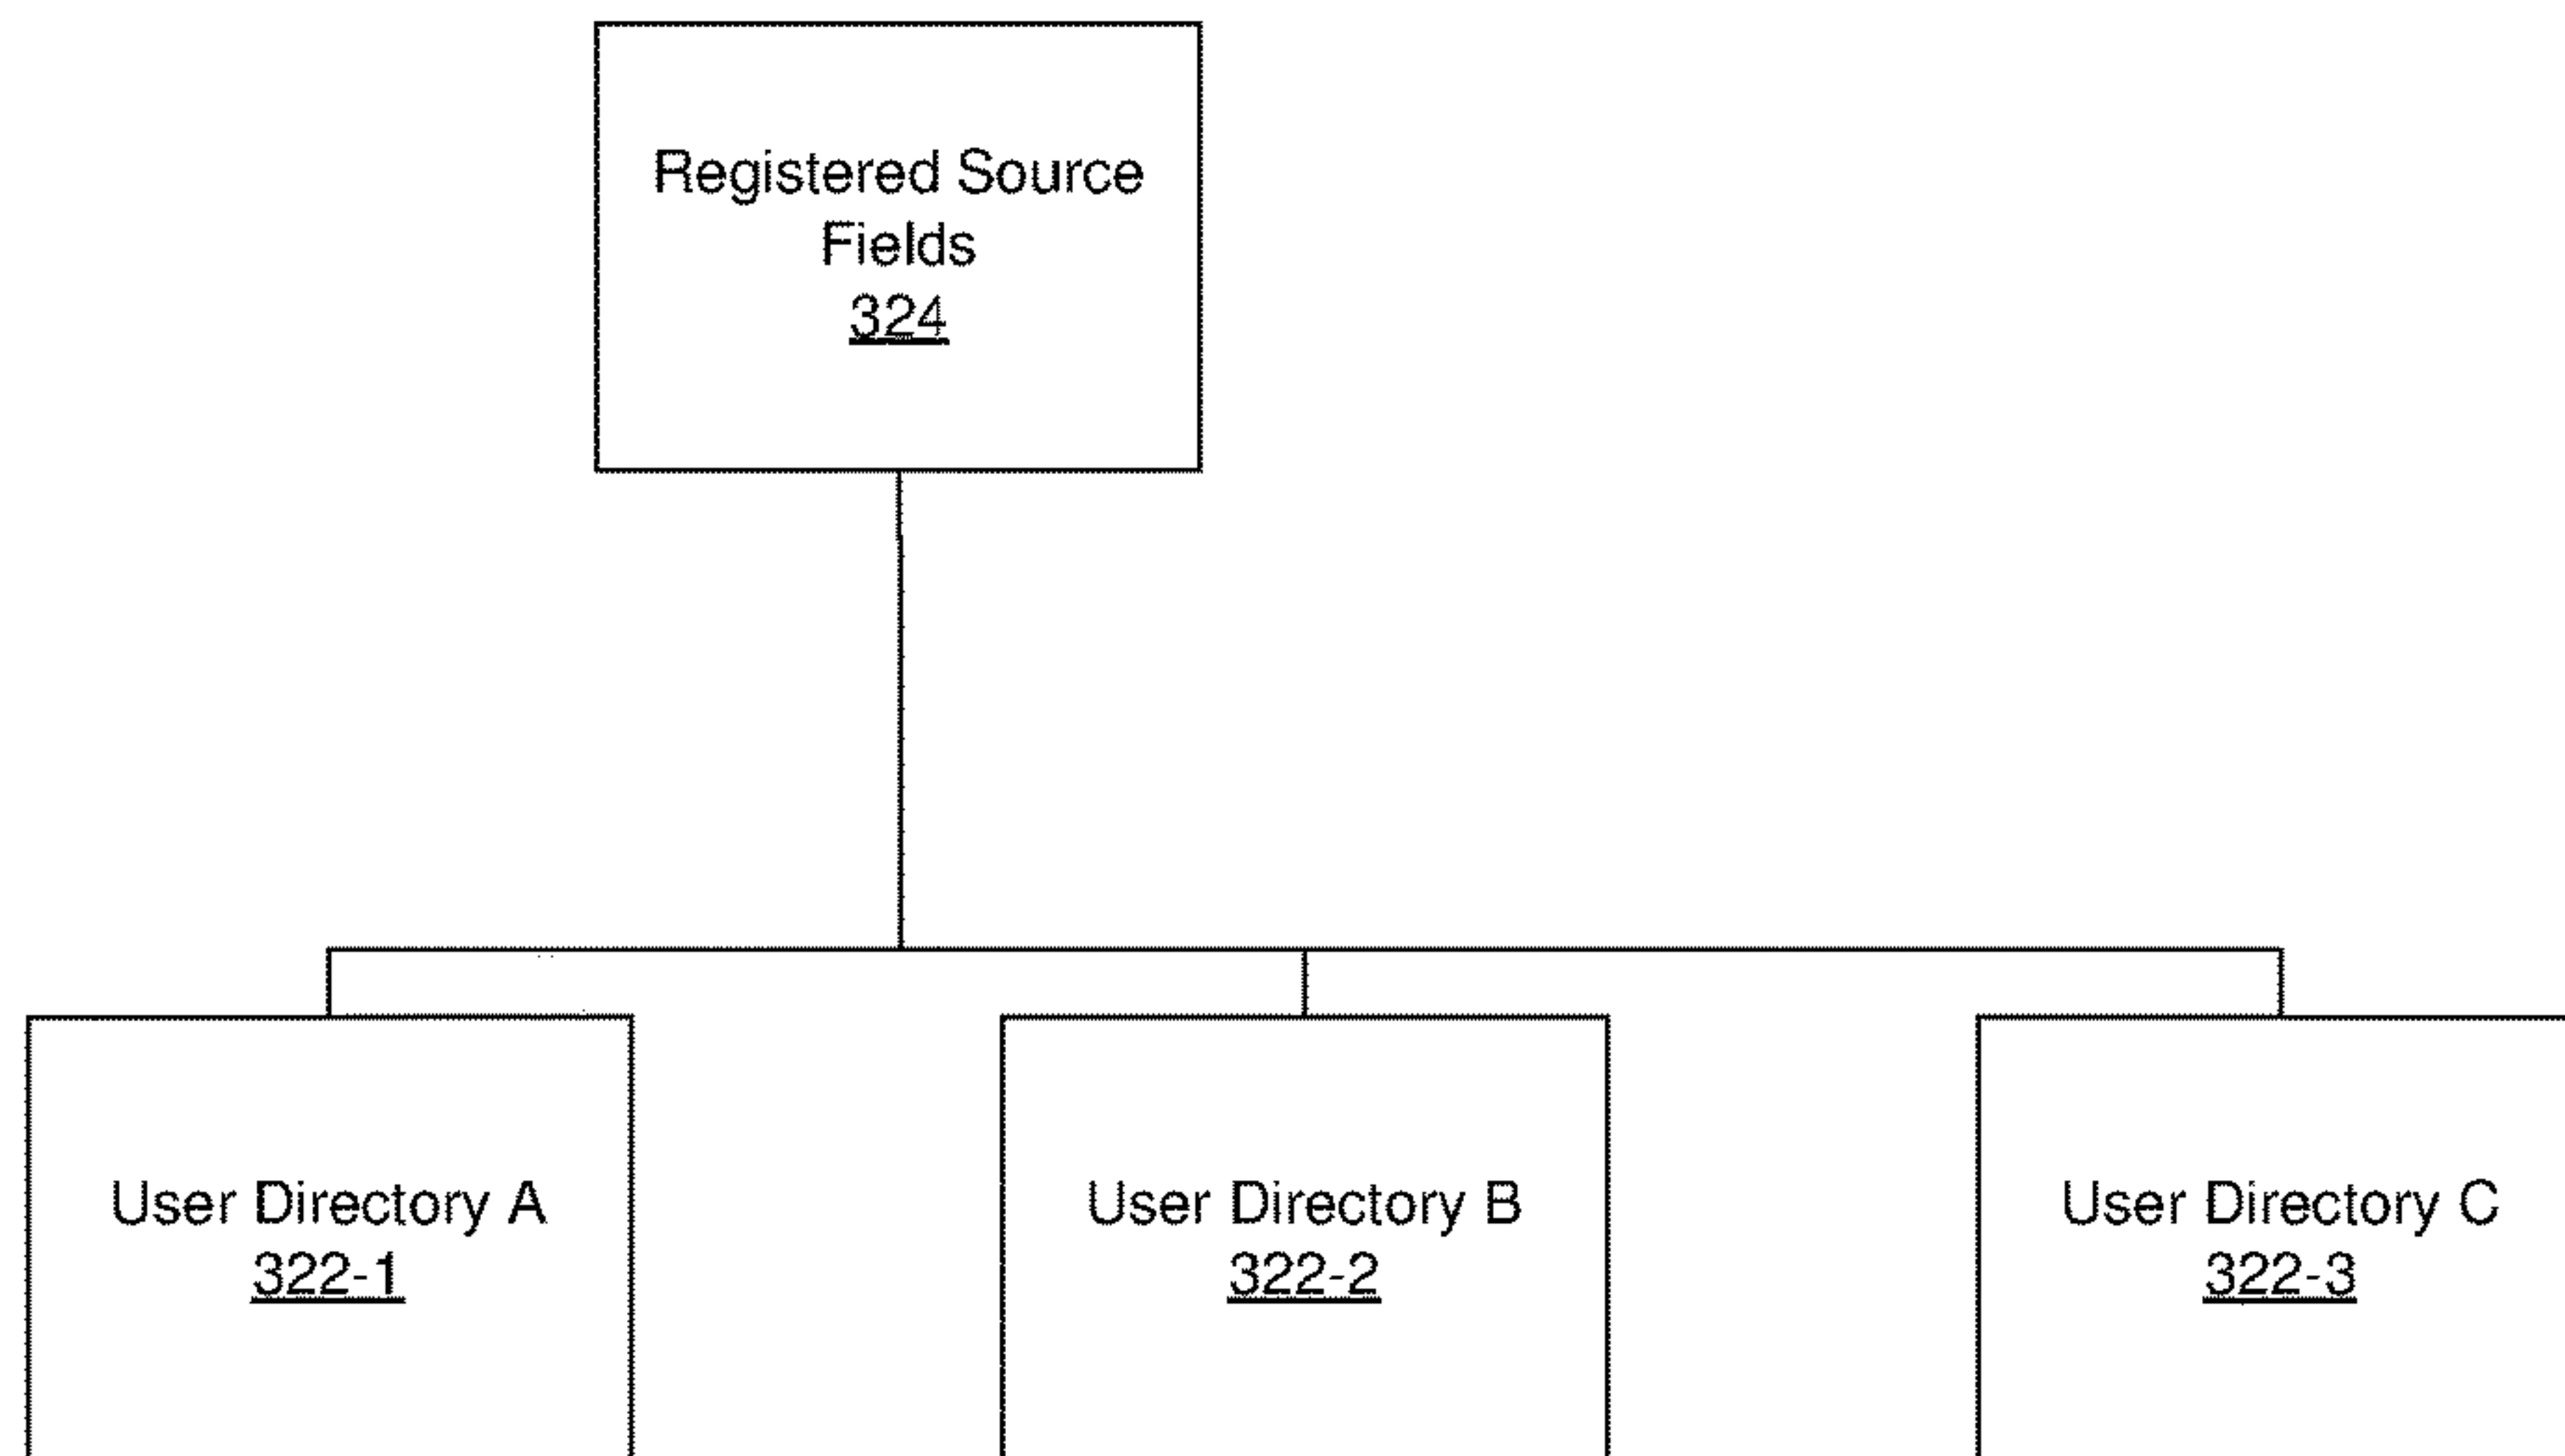 Registered Source
Fields
324
User Directory A
322-1
User Directory B
322-2
User Directory C
322-3